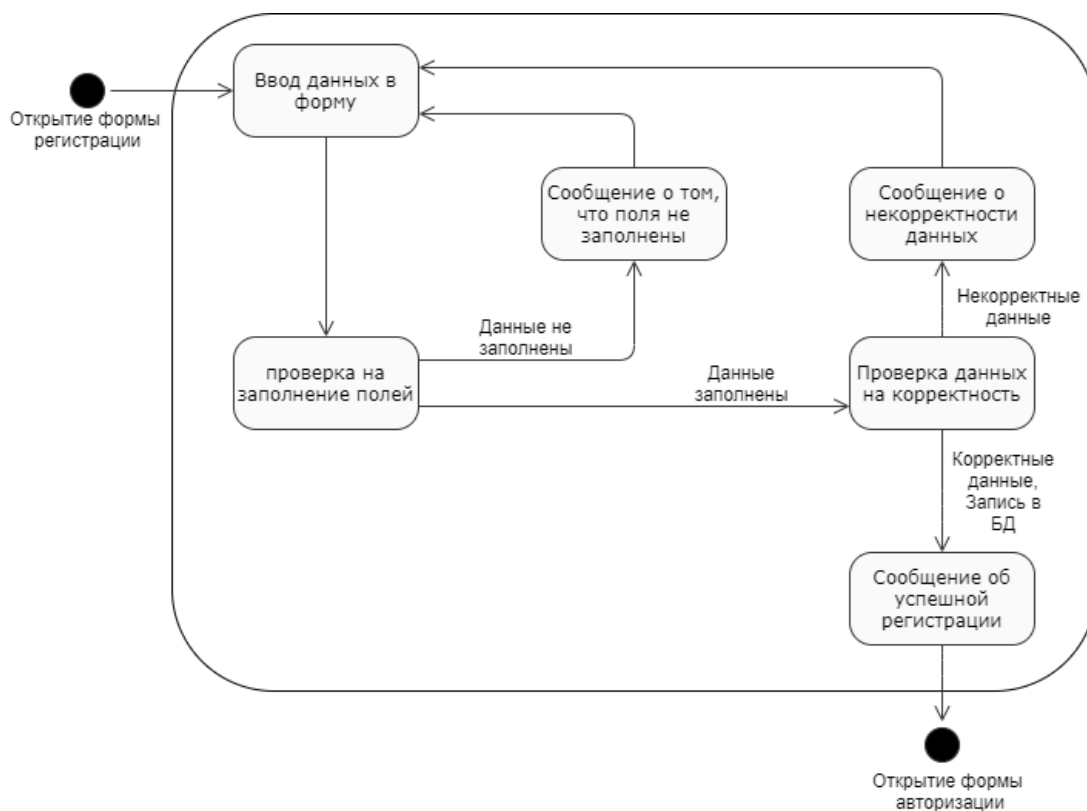 Ввод данных в
форму
Открытие формы
регистрации
Сообщение о том,
что поля не
заполнены
Сообщение о
некорректности
данных
Некорректные
данные
Данные не
заполнены
проверка на
заполнение полей
Данные
заполнены
Проверка данных
на корректность
Корректные
данные,
Запись в
БД
Сообщение об
успешной
регистрации
Открытие формы
авторизации